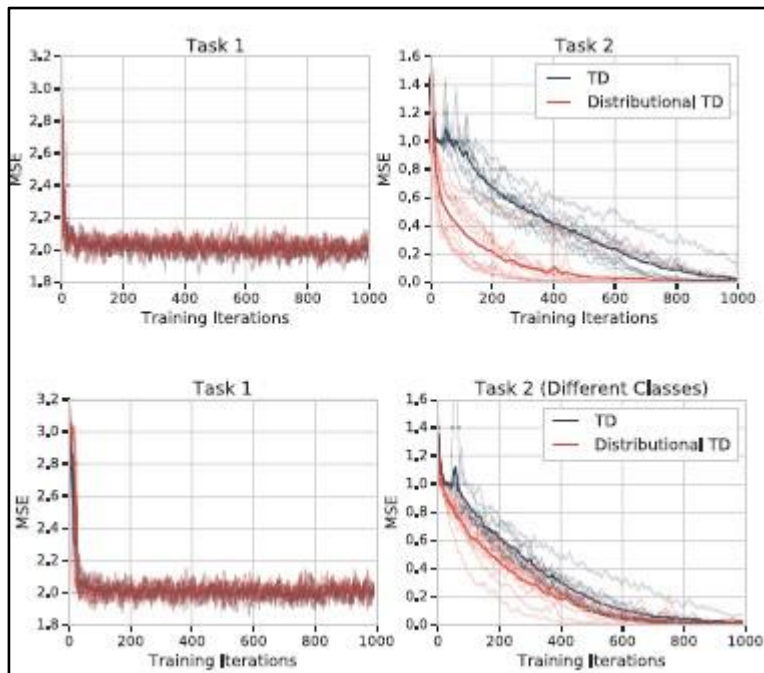 Task 1
3.2
3.0
2.8
2.6
2.4
2.2
2.0
1.8
MSE
0 200 400 600 800 1000
Training Iterations
Task 2
1.6
1.4
1.2
1.0
0.8
0.6
0.4
0.2
0.0
MSE
TD
Distributional TD
0 200 400 600 800 1000
Training Iterations
Task 1
3.2
3.0
2.8
2.6
2.4
2.2
2.0
1.8
MSE
0 200 400 600 800 1000
Training Iterations
Task 2 (Different Classes)
1.6
1.4
1.2
1.0
0.8
0.6
0.4
0.2
0.0
MSE
TD
Distributional TD
0 200 400 600 800 1000
Training Iterations